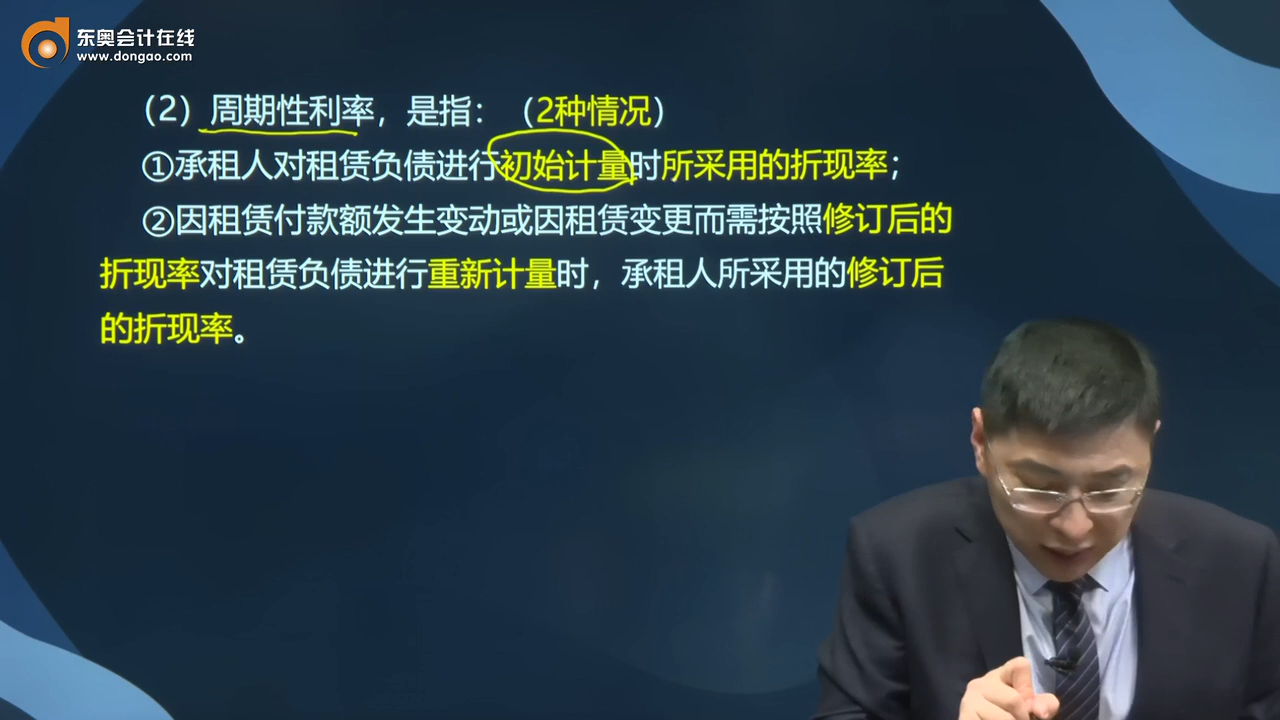 东奥会计在线
www.dongao.com
（2）周期性利率，是指：（2种情况）
①承租人对租赁负债进行初始计量时所采用的折现率；
②因租赁付款额发生变动或因租赁变更而需按照修订后的
折现率对租赁负债进行重新计量时，承租人所采用的修订后
的折现率。